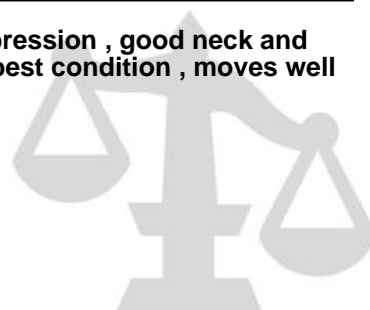 pression , good neck and
best condition , moves well